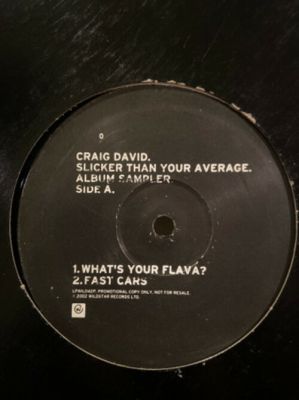 CRAIG DAVID.
SLICKER THAN YOUR AVERAGE.
ALBUM SAMPLER.
SIDE A.
1.WHAT'S YOUR FLAVA?
2.FAST CARS
PROMOTIONAL COPY ONLY, NOT FOR RESALE.
© 2002 WILDSTAR RECORDS LTD.